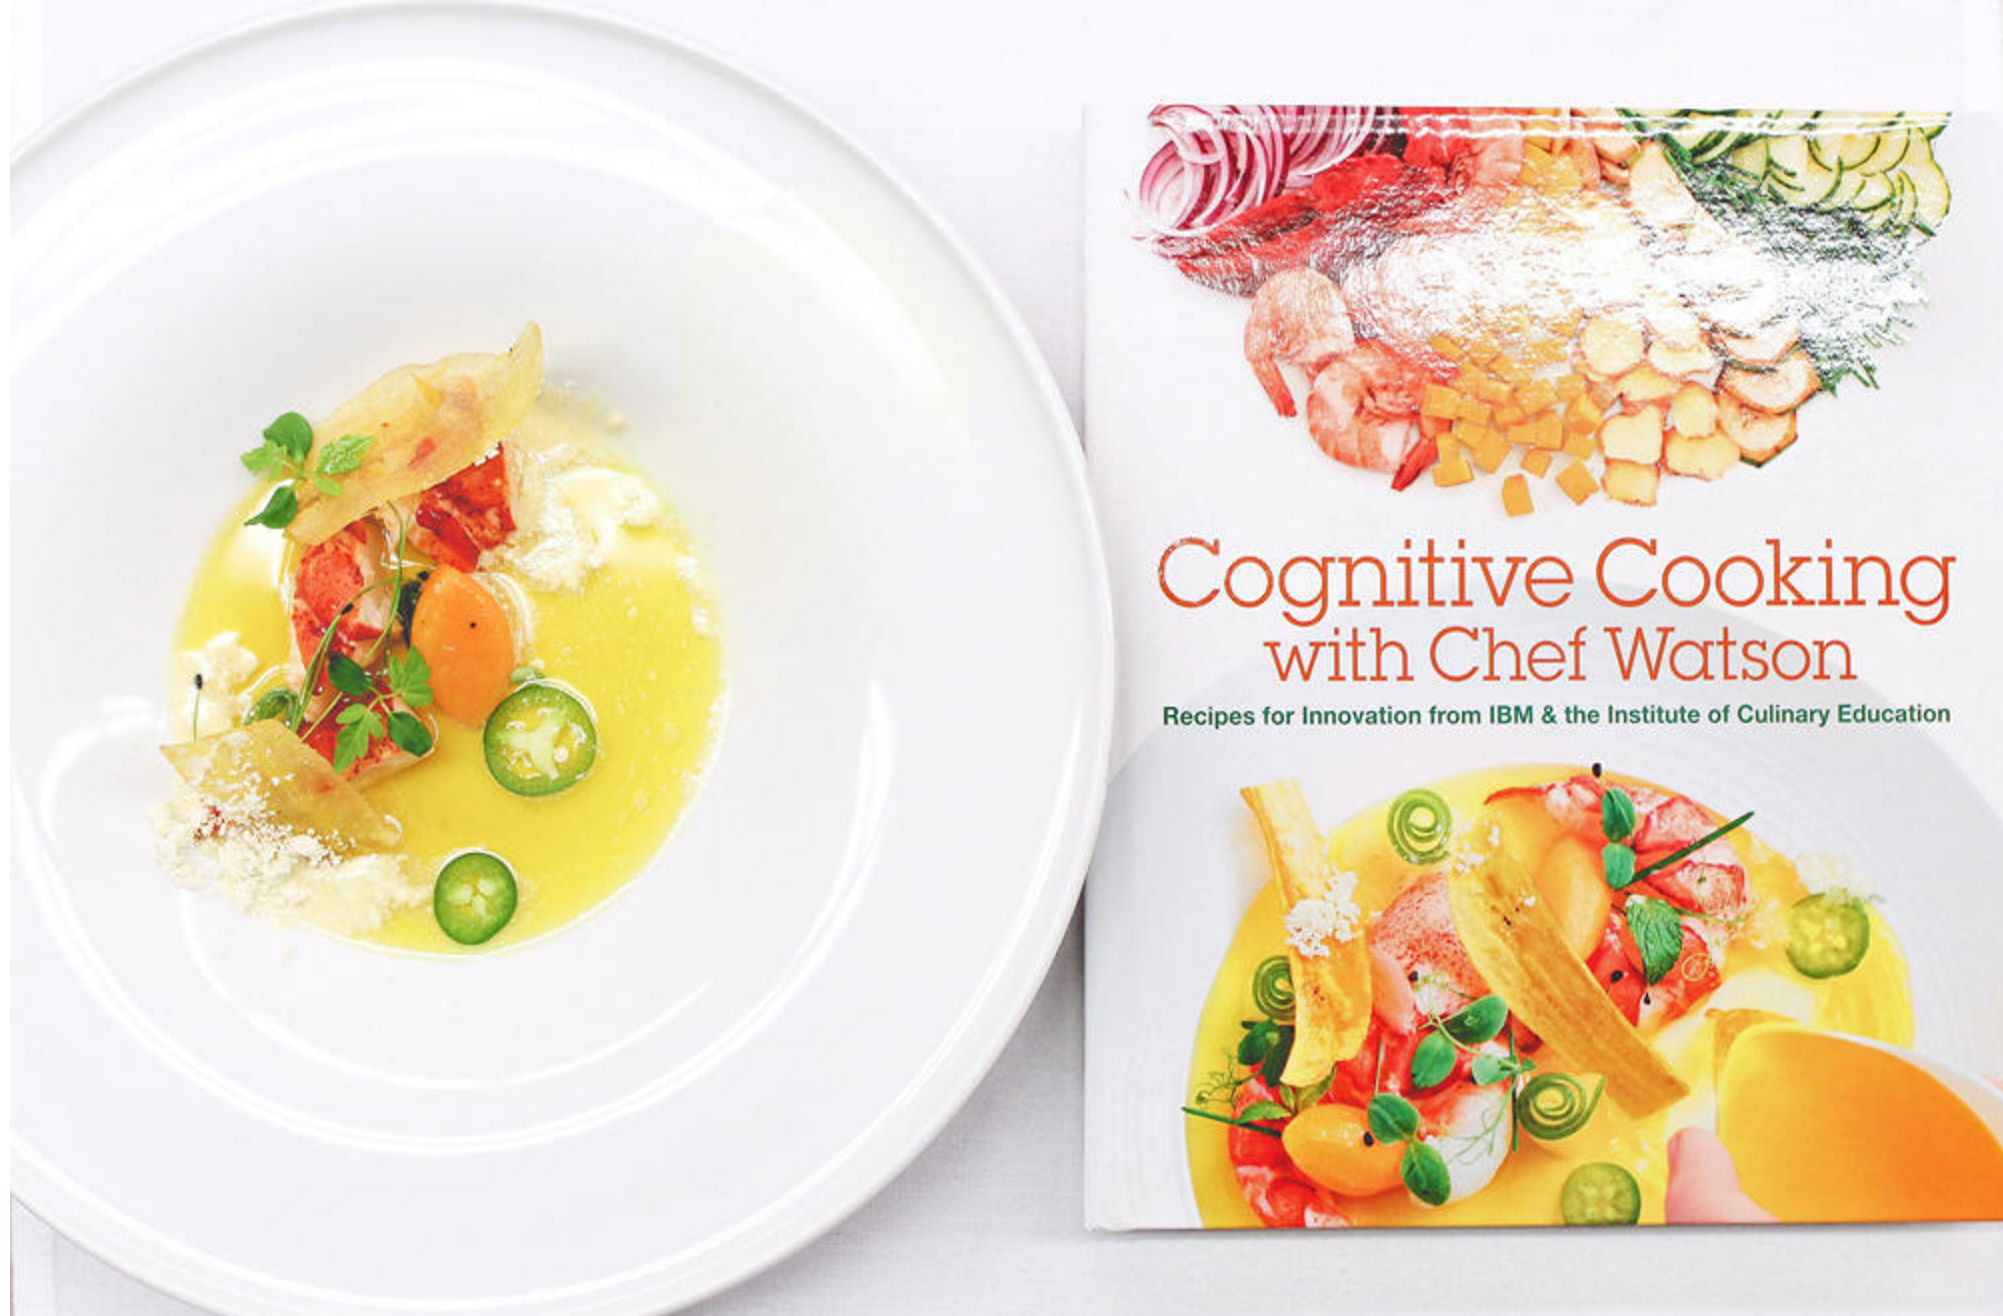 Cognitive Cooking
with Chef Watson
Recipes for Innovation from IBM & the Institute of Culinary Education